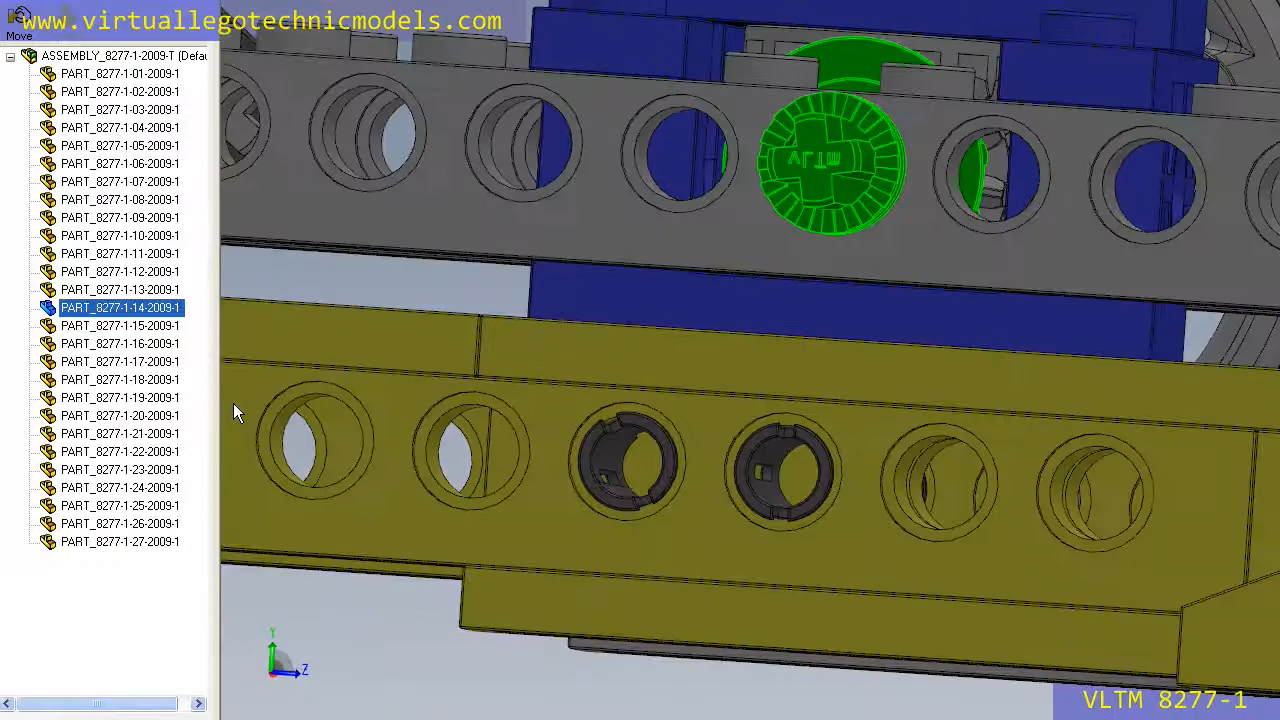 www.virtuallegotechnicmodels.com
Move
ASSEMBLY_8277-1-2009-T (Defau
PART_8277-1-01-2009-1
PART_8277-1-02-2009-1
PART_8277-1-03-2009-1
PART_8277-1-04-2009-1
PART_8277-1-05-2009-1
PART_8277-1-06-2009-1
PART_8277-1-07-2009-1
PART_8277-1-08-2009-1
PART_8277-1-09-2009-1
PART_8277-1-10-2009-1
PART_8277-1-11-2009-1
PART_8277-1-12-2009-1
PART_8277-1-13-2009-1
PART_8277-1-14-2009-1
PART_8277-1-15-2009-1
PART_8277-1-16-2009-1
PART_8277-1-17-2009-1
PART_8277-1-18-2009-1
PART_8277-1-19-2009-1
PART_8277-1-20-2009-1
PART_8277-1-21-2009-1
PART_8277-1-22-2009-1
PART_8277-1-23-2009-1
PART_8277-1-24-2009-1
PART_8277-1-25-2009-1
PART_8277-1-26-2009-1
PART_8277-1-27-2009-1
VLTm
Y
Z
VLTM 8277-1